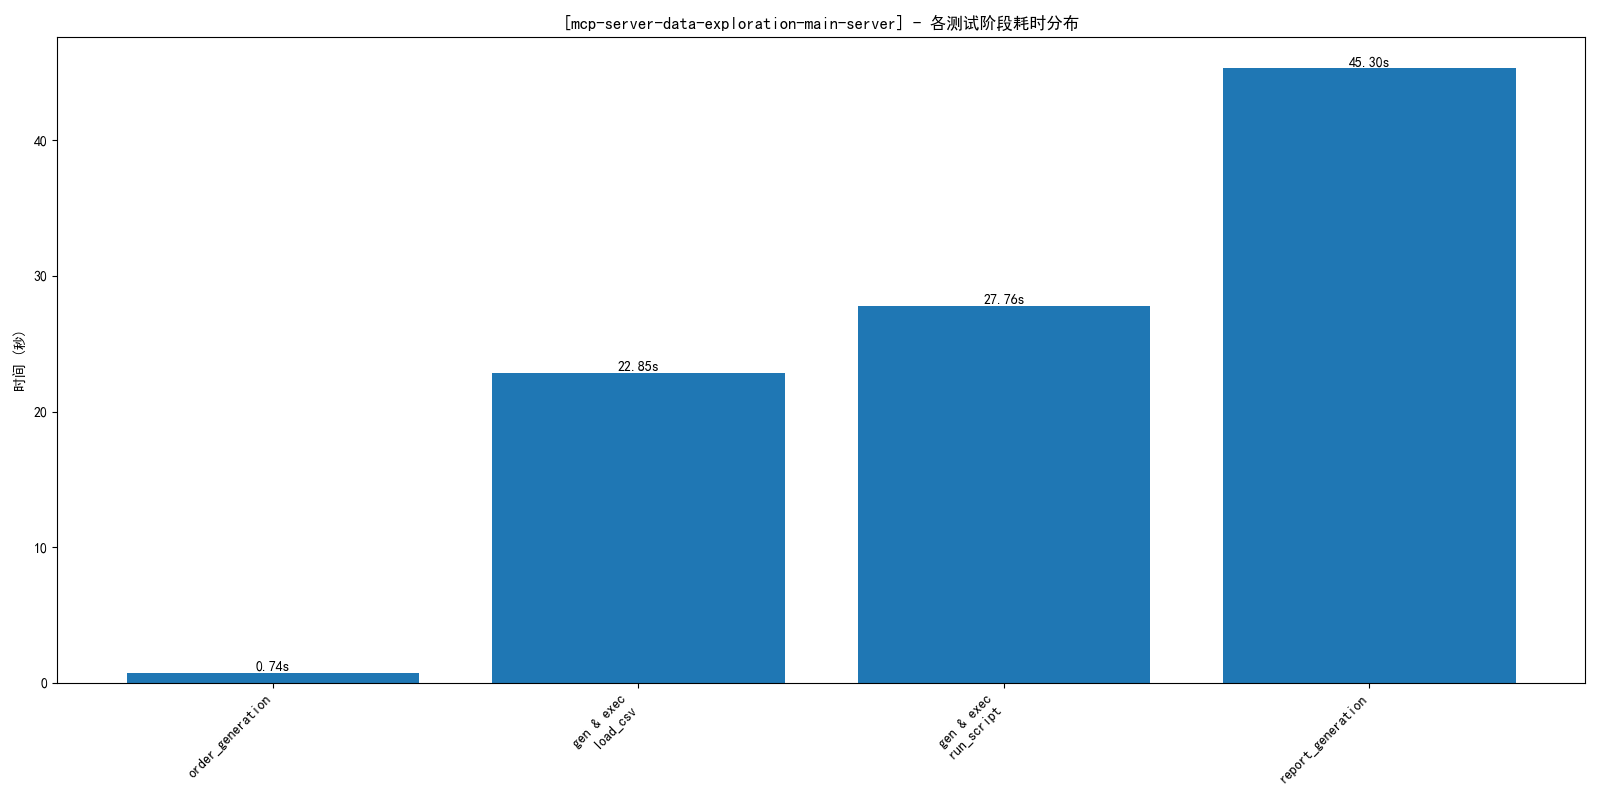 [mcp-server-data-exploration-main-server] - 各测试阶段耗时分布
时间 (秒)
40
30
20
10
0
0.74s
22.85s
27.76s
45.30s
order_generation
gen & exec
load_csv
gen & exec
run_script
report_generation